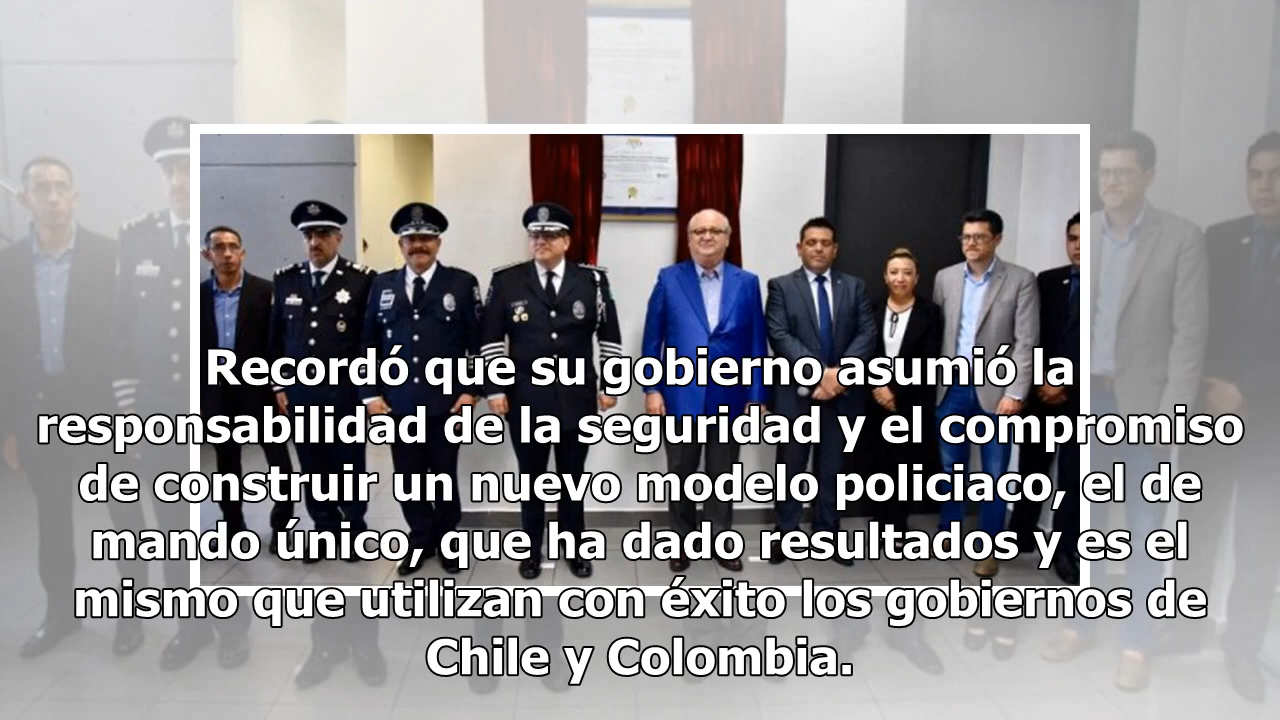 Recordó que su gobierno asumió la
responsabilidad de la seguridad y el compromiso
de construir un nuevo modelo policiaco, el de
mando único, que ha dado resultados y es el
mismo que utilizan con éxito los gobiernos de
Chile y Colombia.